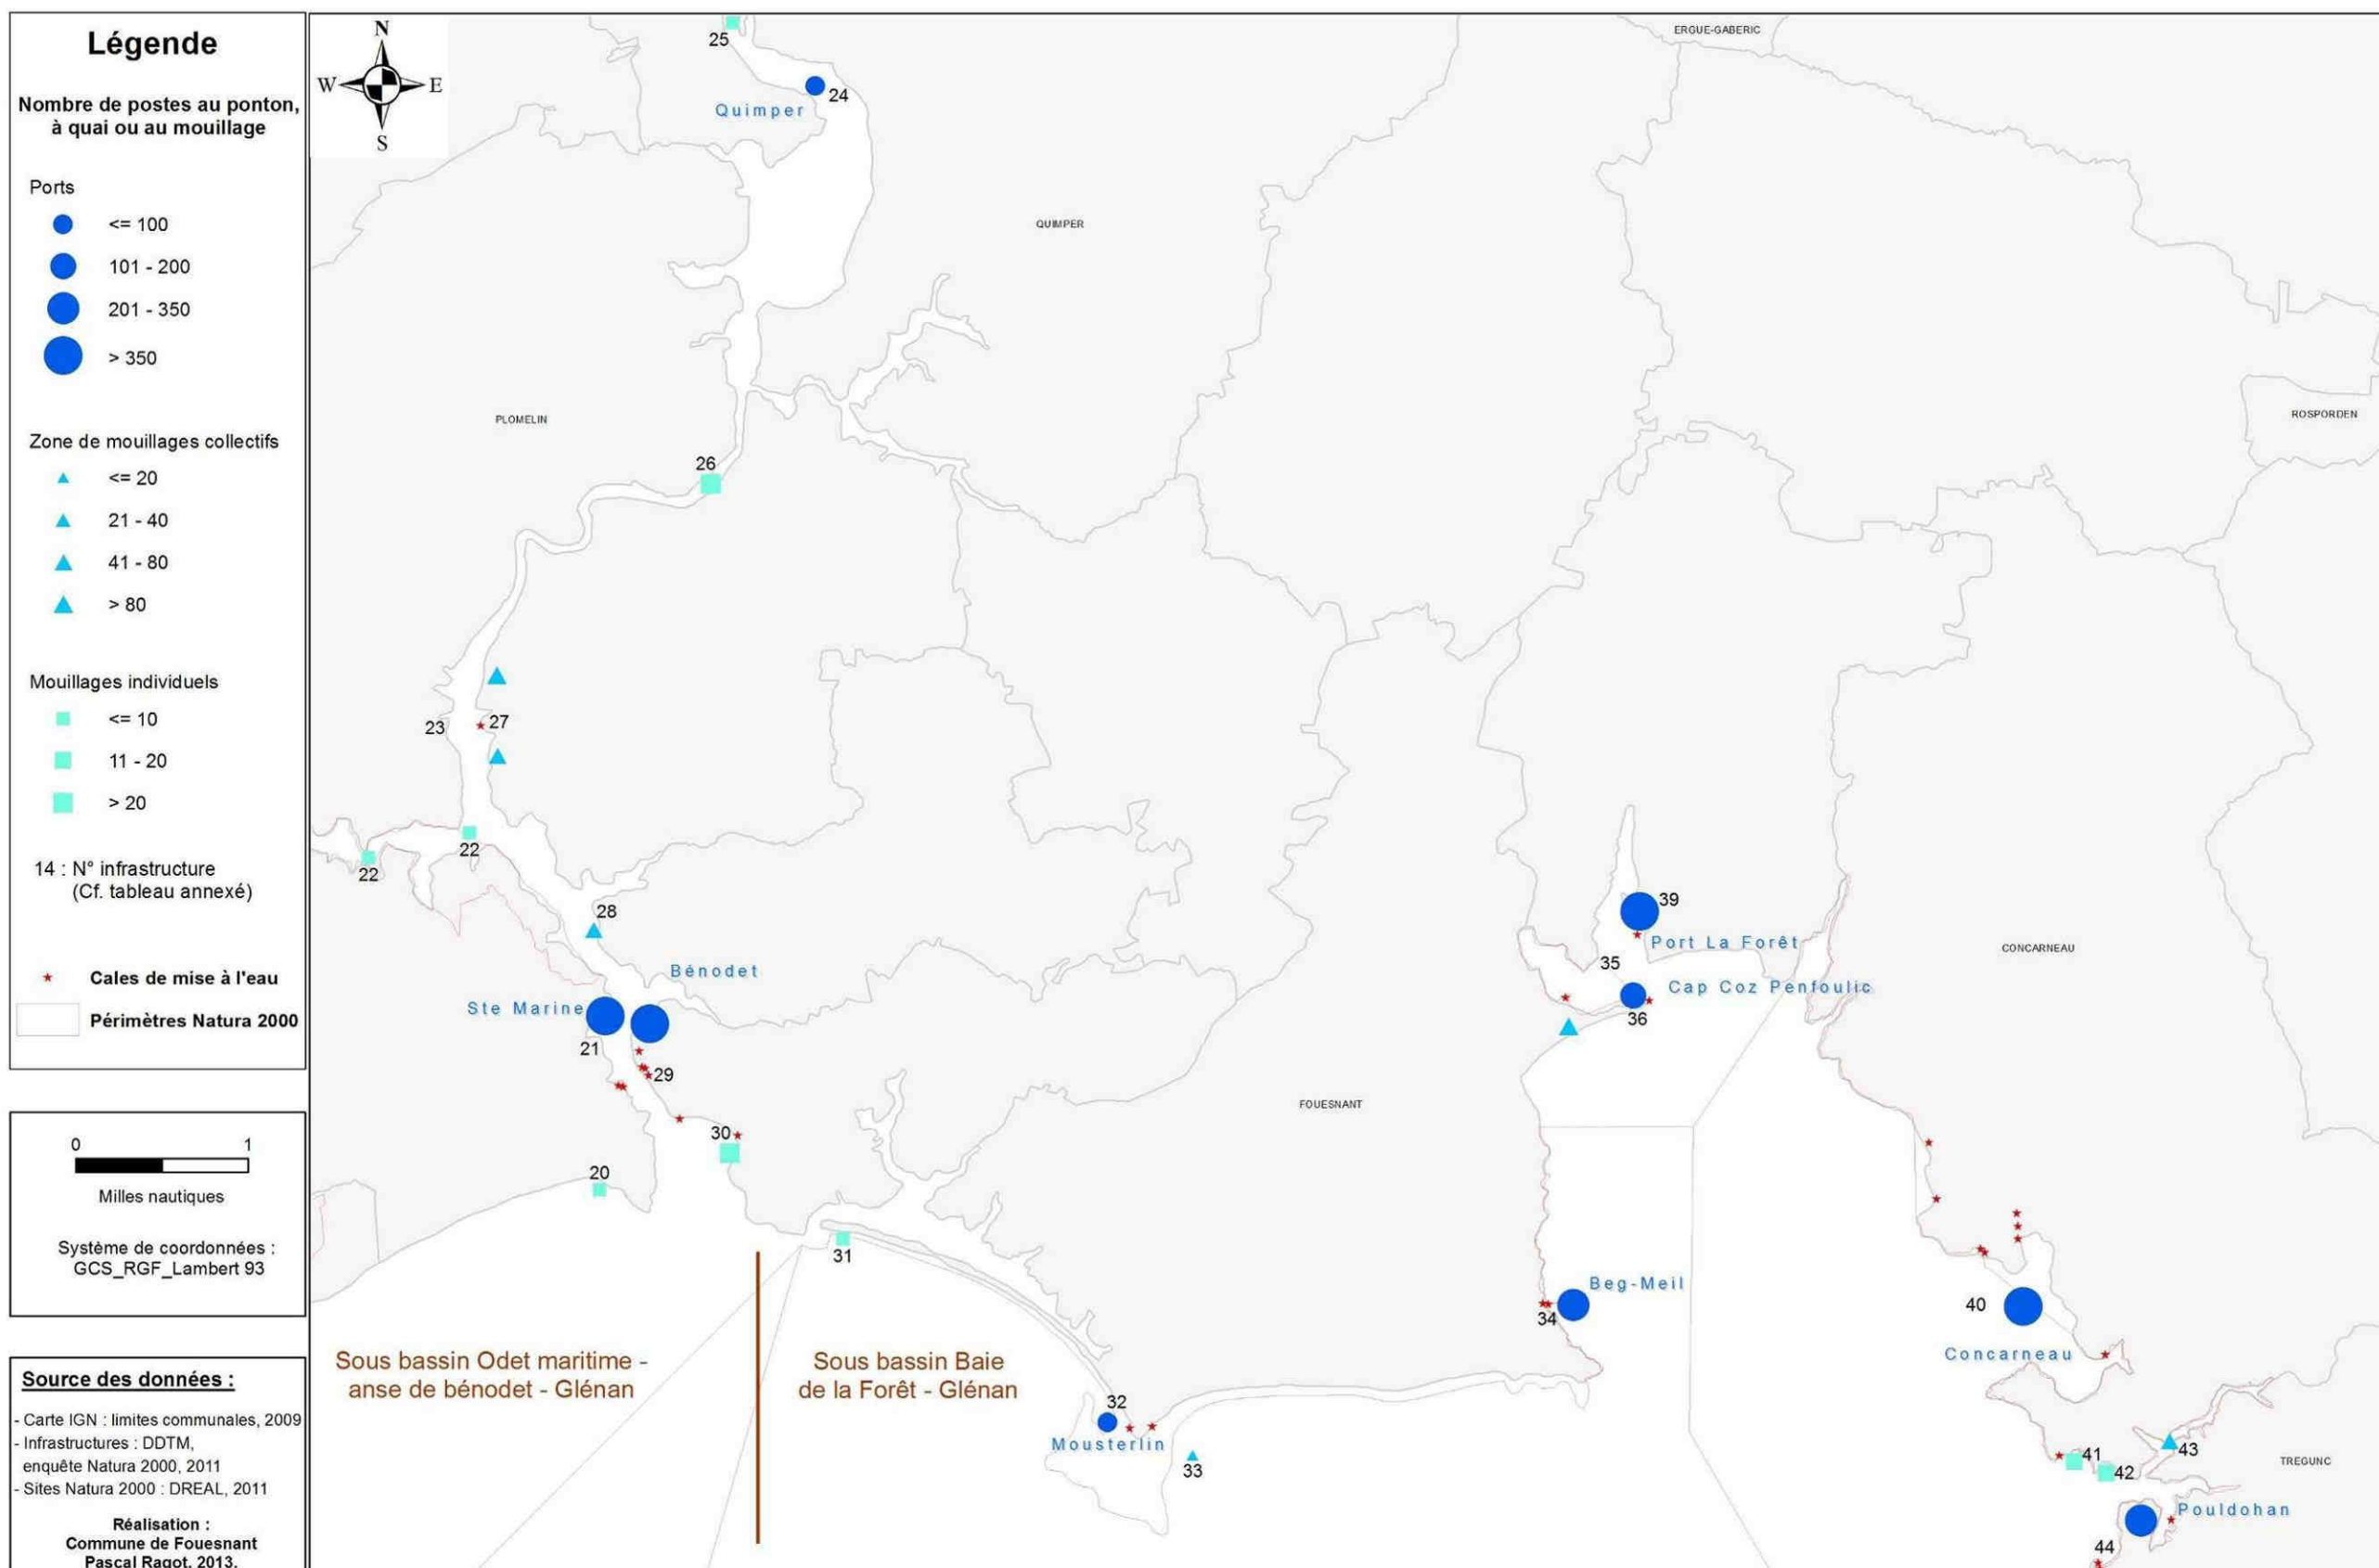 Légende
Nombre de postes au ponton,
à quai ou au mouillage
Ports
<= 100
101 - 200
201 - 350
> 350
Zone de mouillages collectifs
<= 20
21 - 40
41 - 80
> 80
Mouillages individuels
<= 10
11 - 20
> 20
14 : N° infrastructure
(Cf. tableau annexé)
Cales de mise à l'eau
Périmètres Natura 2000
0 1
Milles nautiques
Système de coordonnées :
GCS_RGF_Lambert 93
Source des données :
- Carte IGN : limites communales, 2009
- Infrastructures : DDTM,
enquête Natura 2000, 2011
- Sites Natura 2000 : DREAL, 2011
Réalisation :
Commune de Fouesnant
Pascal Ragot, 2013.
N
W E
S
25
24
Quimper
ERGUE-GABERIC
QUIMPER
PLOMELIN
ROSPORDEN
26
23
27
22
22
28
Bénodet
Ste Marine
21
29
30
20
31
39
Port La Forêt
35
Cap Coz Penfoulic
36
CONCARNEAU
FOUESNANT
Beg-Meil
34
40
Concarneau
Sous bassin Odet maritime -
anse de bénodet - Glénan
Sous bassin Baie
de la Forêt - Glénan
32
Mousterlin
33
41
42
43
TREGUNC
Pouldohan
44